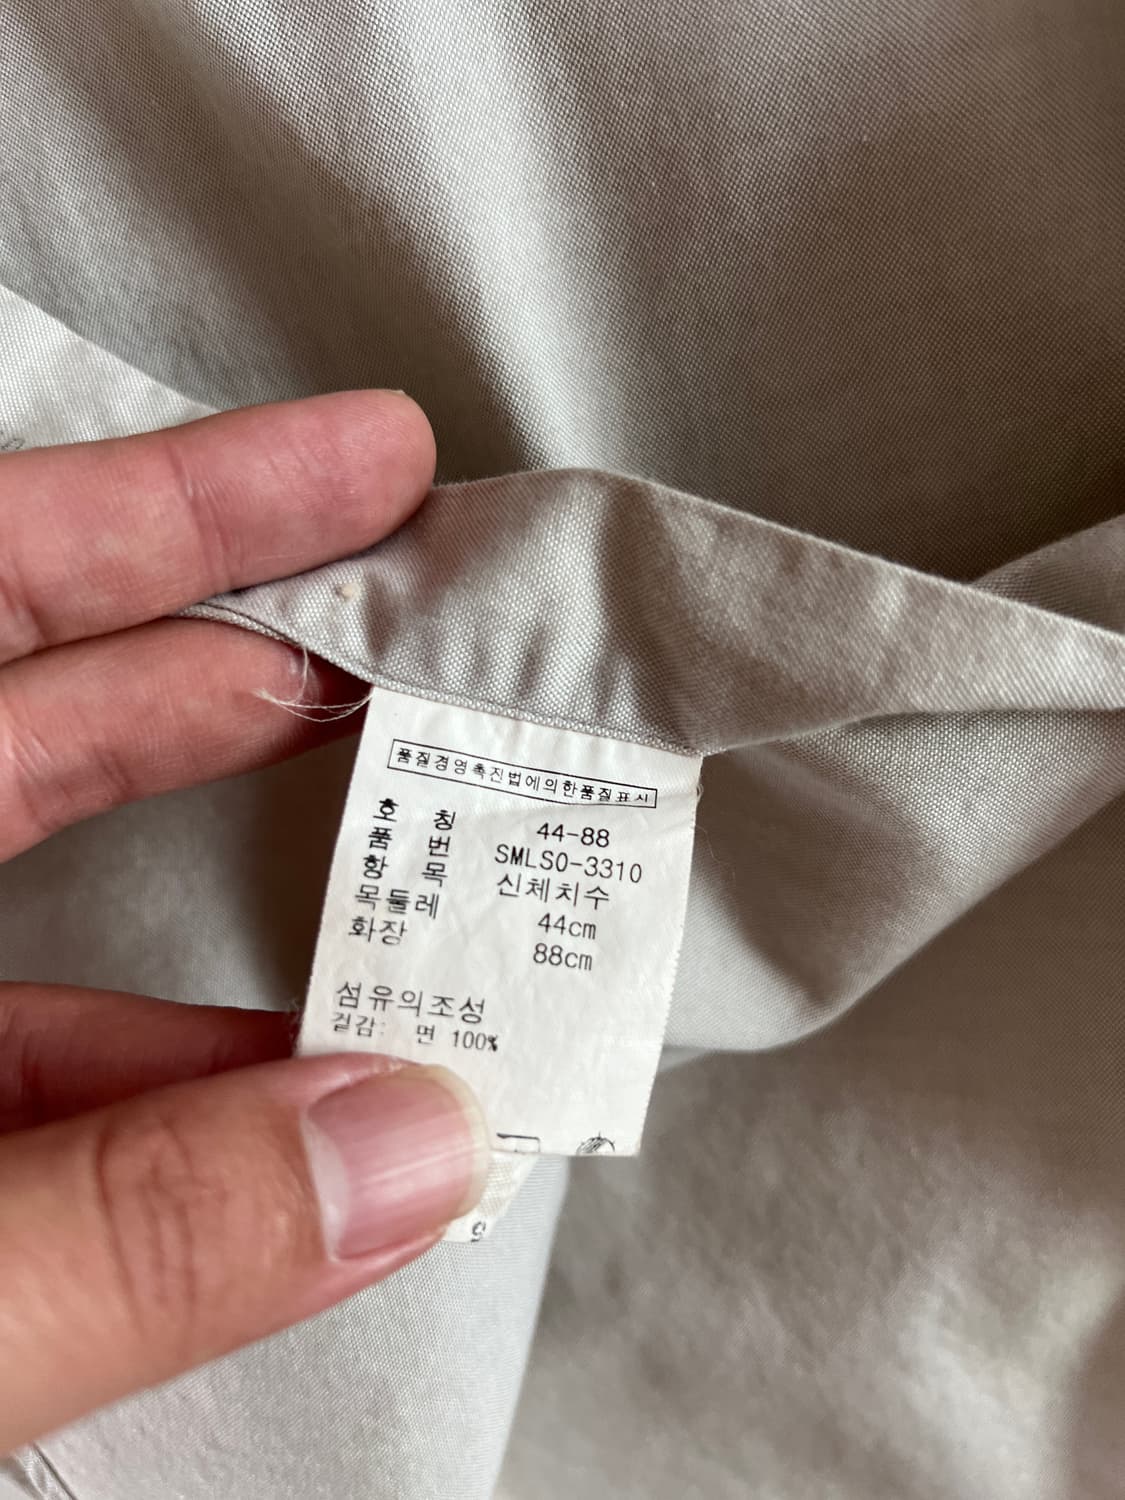 품질경영촉진법에의한품질표시
호 칭 44-88
품 번 SMLS0-3310
항 목 신체치수
목둘레 44cm
화장 88cm
섬유의조성
겉감: 면 100%